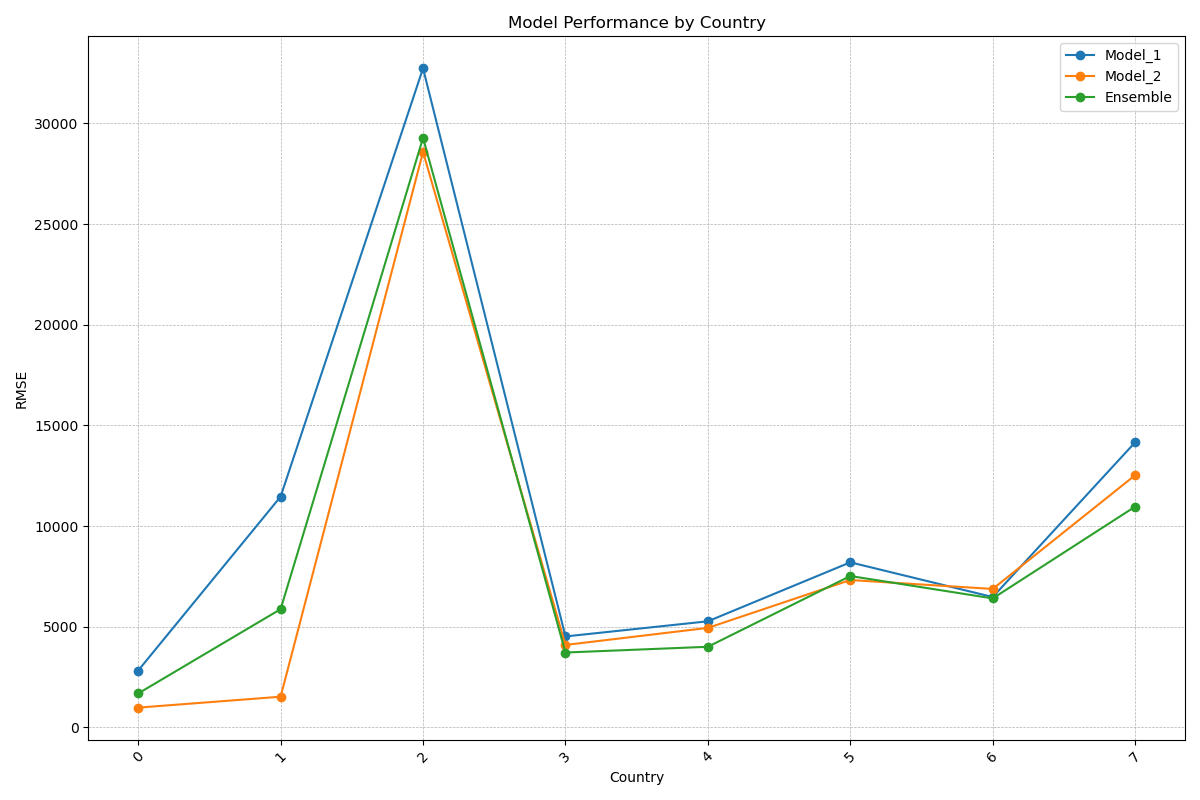 Model Performance by Country
Model_1
Model_2
Ensemble
RMSE
30000
25000
20000
15000
10000
5000
0
0 1 2 3 4 5 6 7
Country